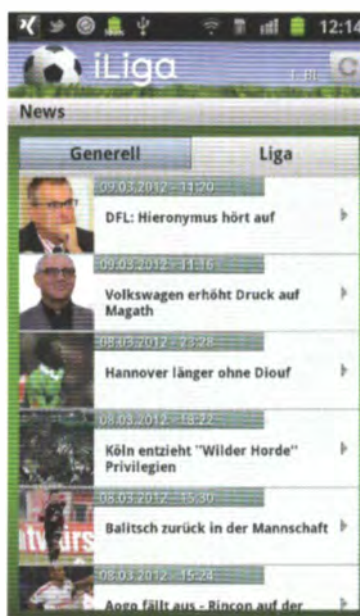 12:14
iLiga
1. BL
News
Generell
Liga
09.03.2012 - 11:20
DFL: Hieronymus hört auf
09.03.2012 - 11:16
Volkswagen erhöht Druck auf
Magath
08.03.2012 - 23:28
Hannover länger ohne Diouf
08.03.2012 -
Köln entzieht "Wilder Horde"
Privilegien
08.03.2012 - 15:30
Balitsch zurück in der Mannschaft
08.03.2012 - 15:24
Aogo fällt aus - Rincon auf der